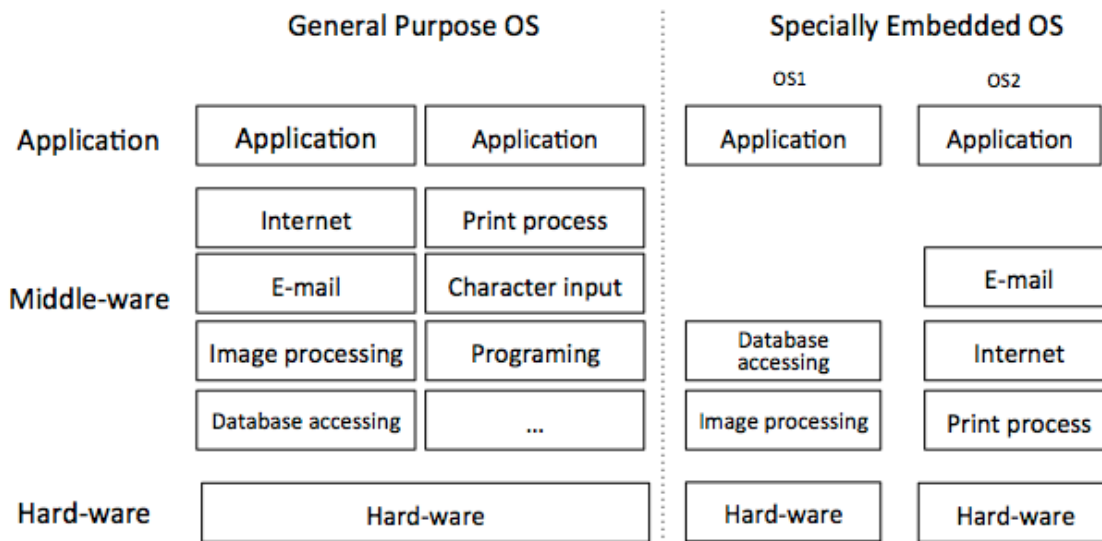 General Purpose OS
Specially Embedded OS
OS1
OS2
Application
Application
Application
Application
Application
Internet
Print process
Middle-ware
E-mail
Character input
E-mail
Image processing
Programing
Database
accessing
Internet
Database accessing
...
Image processing
Print process
Hard-ware
Hard-ware
Hard-ware
Hard-ware